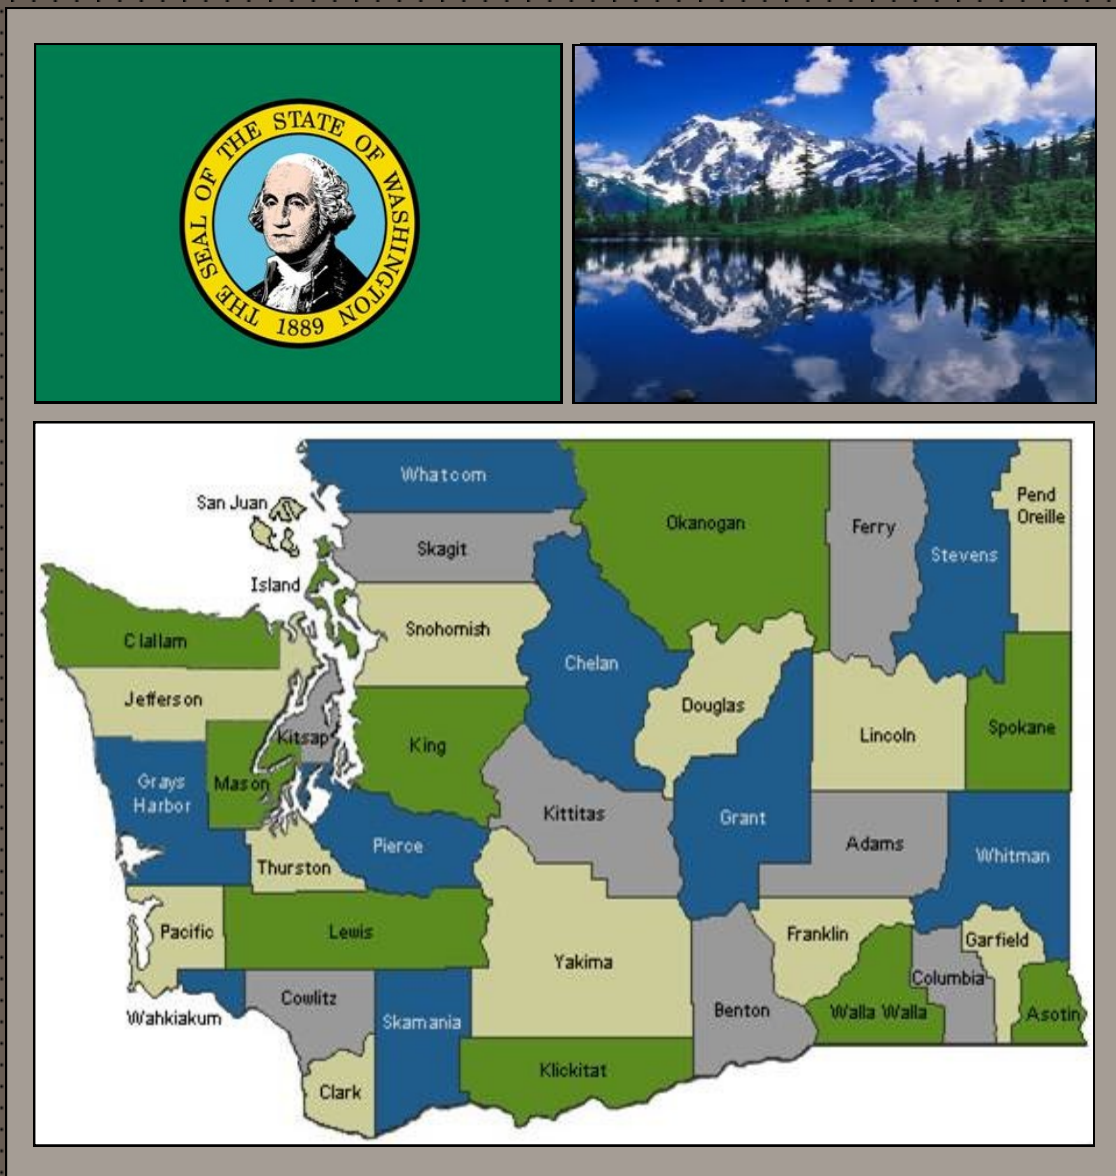 THE SEAL OF THE STATE OF WASHINGTON
1889
Whatcom
San Juan
Okanogan
Pend
Oreille
Ferry
Skagit
Stevens
Island
Snohomish
Clallam
Chelan
Jefferson
Douglas
Spokane
Kitsap
King
Lincoln
Grays
Harbor
Mason
Kittitas
Grant
Pierce
Adams
Whitman
Thurston
Pacific
Lewis
Franklin
Garfield
Yakima
Columbia
Cowlitz
Wahkiakum
Skamania
Benton
Walla Walla
Asotin
Klickitat
Clark